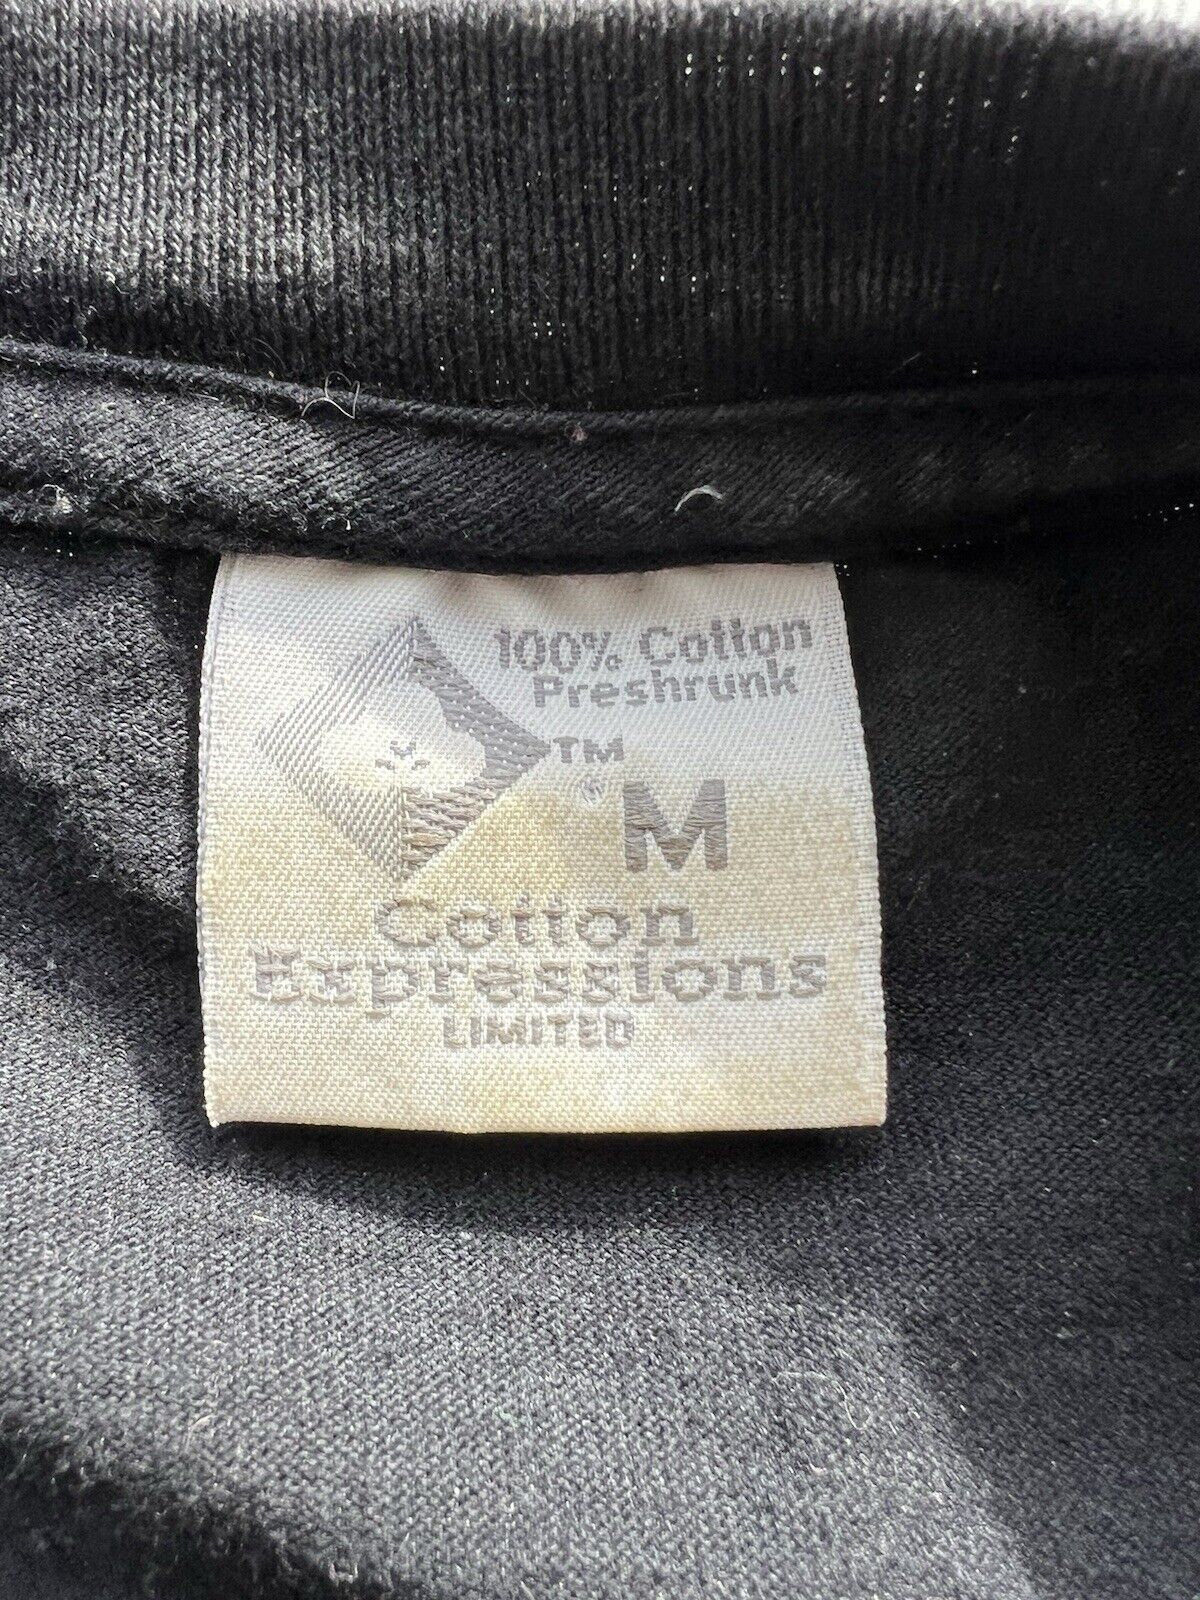 100% Cotton
Preshrunk
TM
M
Cotton
Expressions
LIMITED